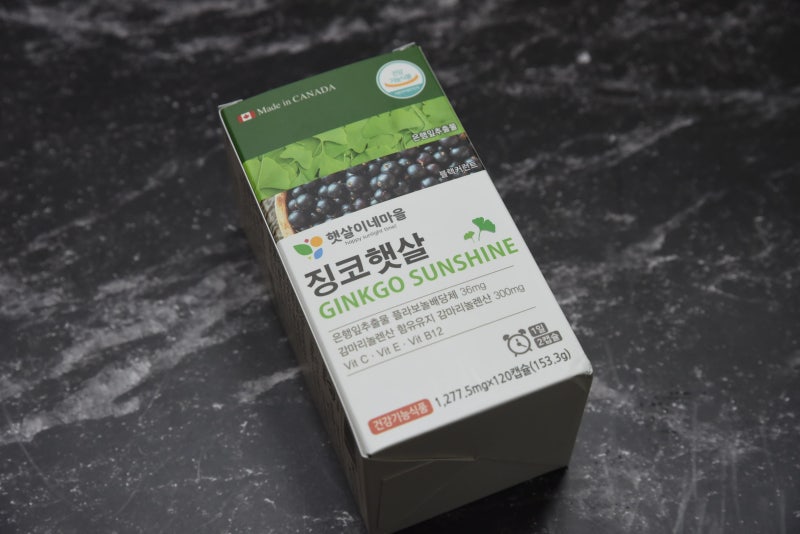 Made in CANADA
은행잎추출물
블랙커런트
햇살이네마을
happy sunlight time!
징코햇살
GINKGO SUNSHINE
은행잎추출물 플라보놀배당체 36mg
감마리놀렌산 함유유지 감마리놀렌산 300mg
Vit C · Vit E · Vit B12
1일
2캡슐
건강기능식품 1,277.5mg×120캡슐(153.3g)